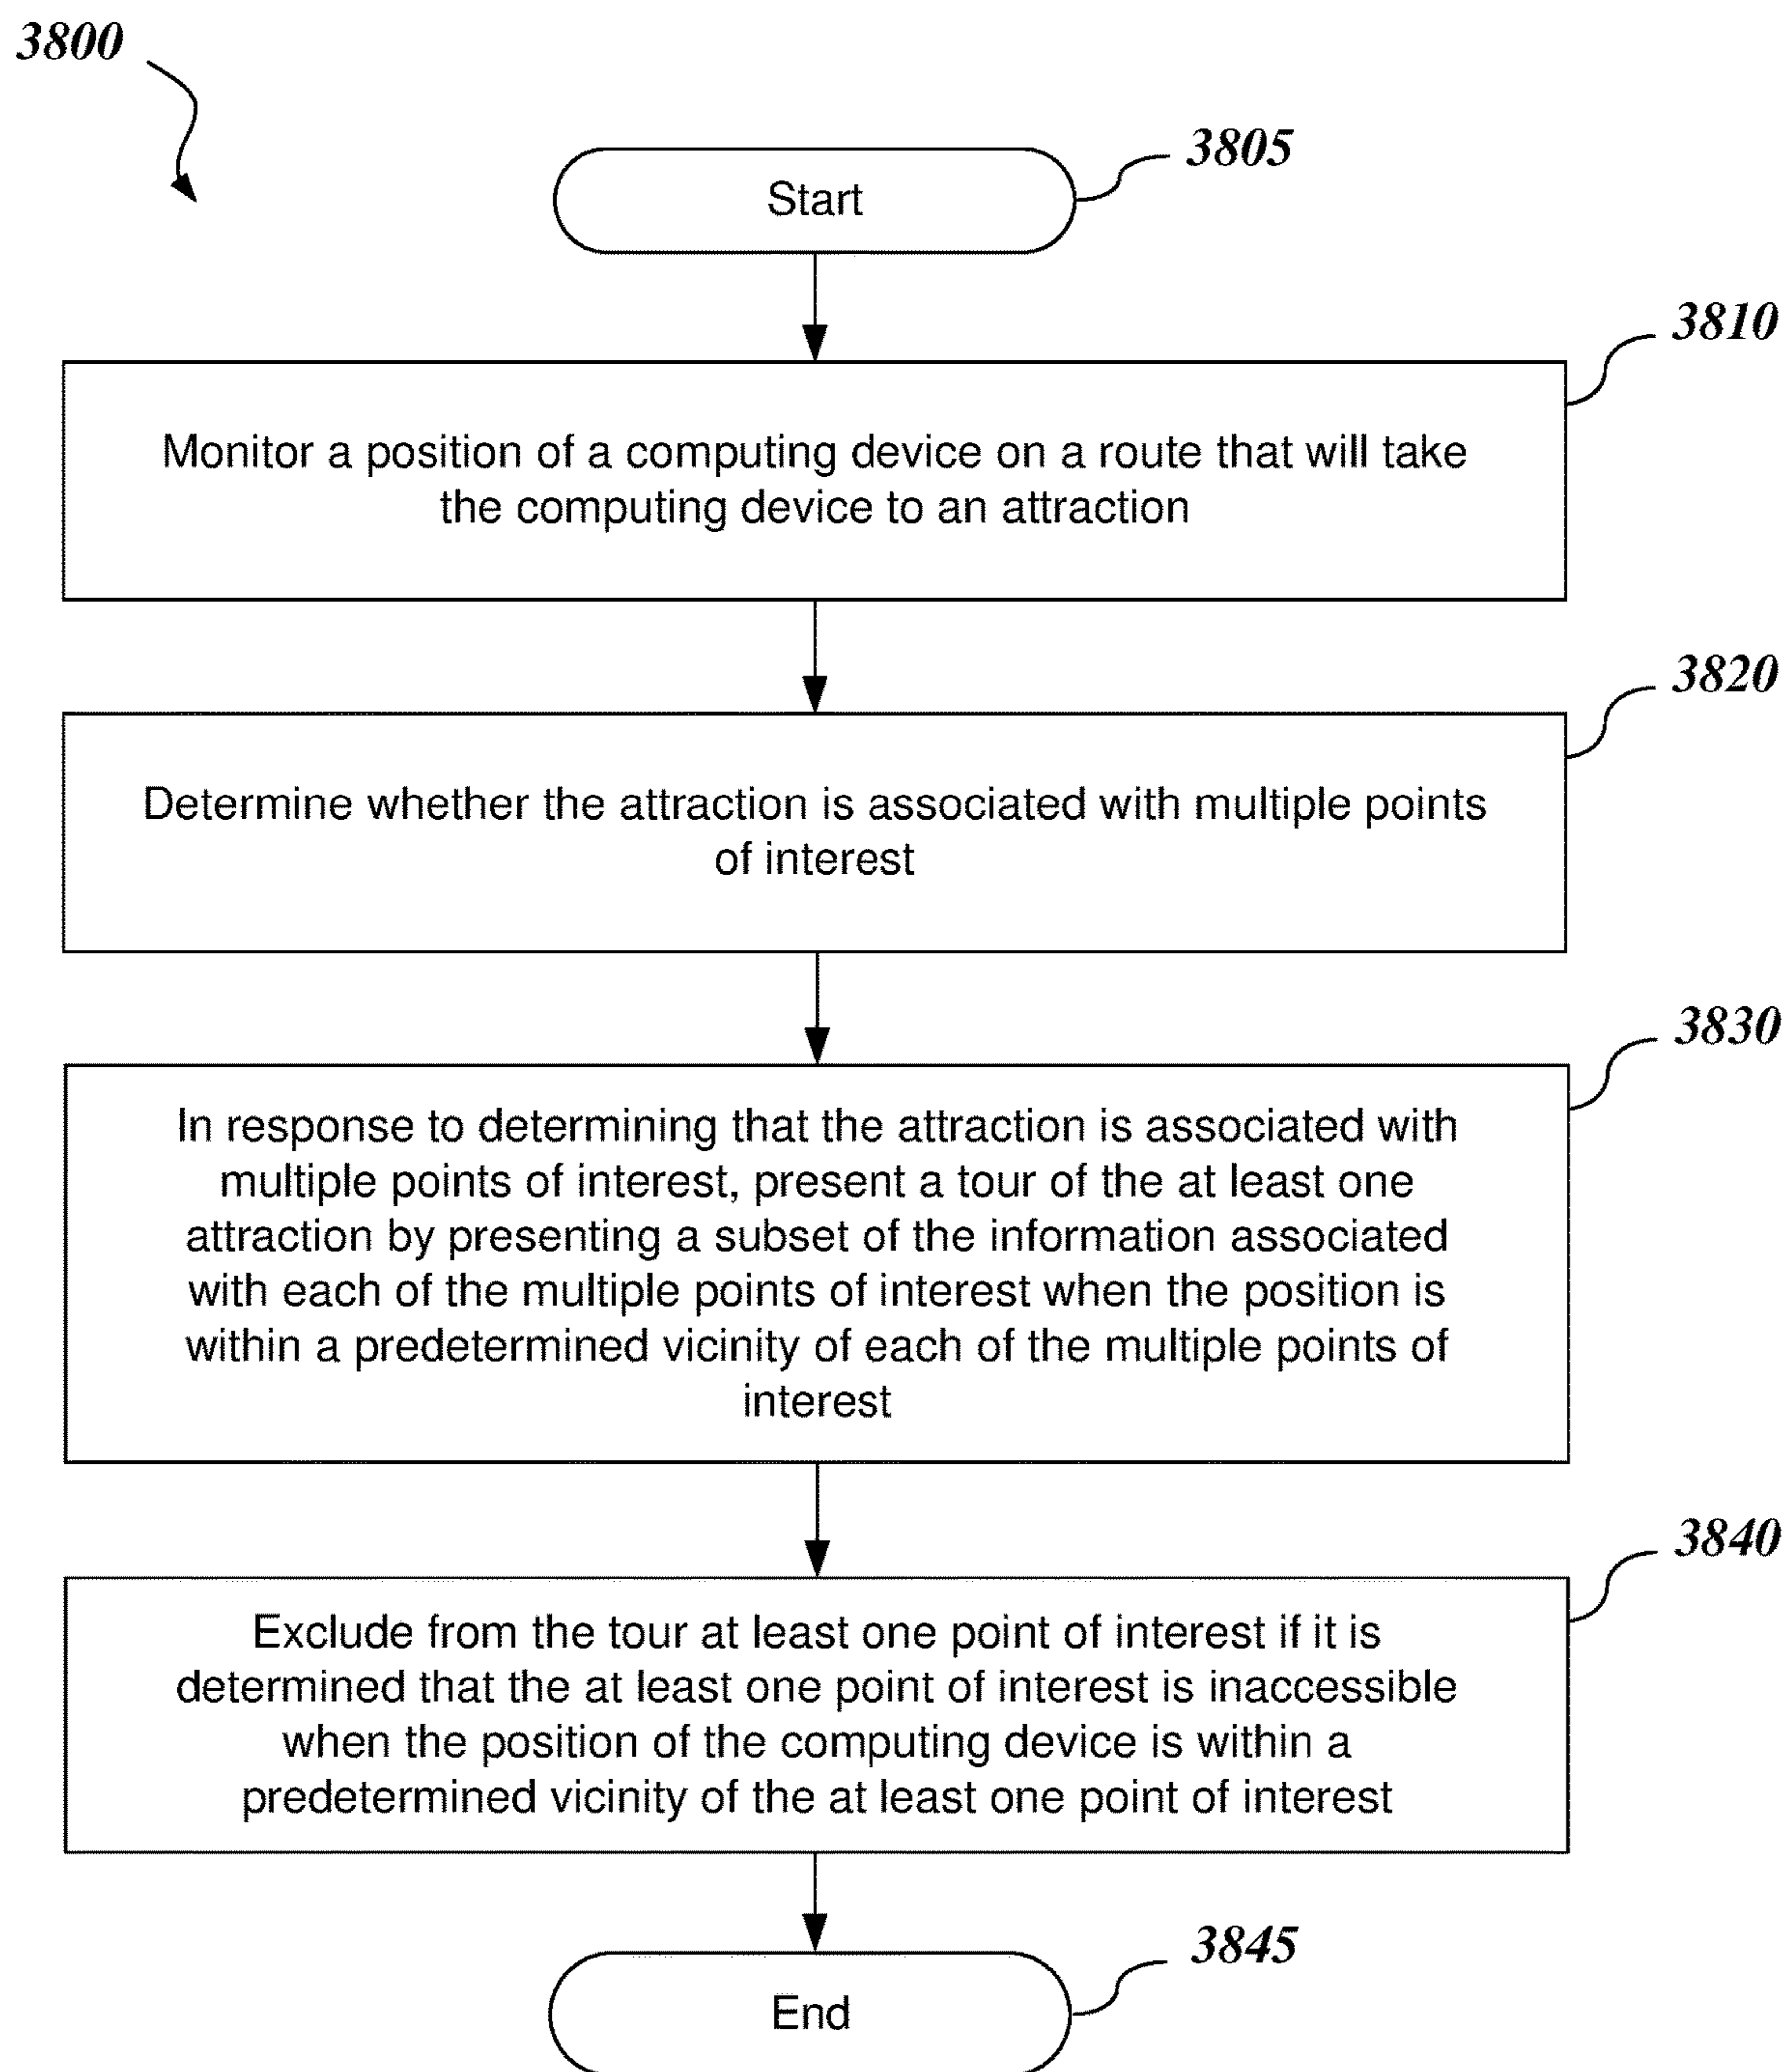 3800
3805
Start
3810
Monitor a position of a computing device on a route that will take
the computing device to an attraction
3820
Determine whether the attraction is associated with multiple points
of interest
3830
In response to determining that the attraction is associated with
multiple points of interest, present a tour of the at least one
attraction by presenting a subset of the information associated
with each of the multiple points of interest when the position is
within a predetermined vicinity of each of the multiple points of
interest
3840
Exclude from the tour at least one point of interest if it is
determined that the at least one point of interest is inaccessible
when the position of the computing device is within a
predetermined vicinity of the at least one point of interest
3845
End